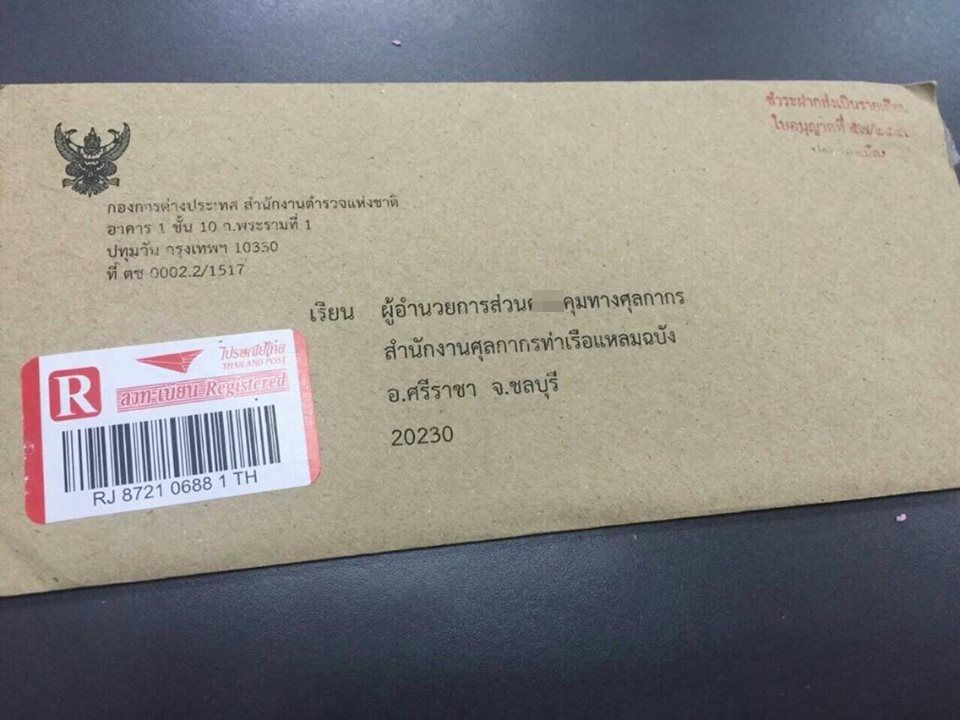 ชำระฝากส่งเป็นรายเดือน
ใบอนุญาตที่
กองการต่างประเทศ สำนักงานตำรวจแห่งชาติ
อาคาร 1 ชั้น 10 ถ.พระรามที่ 1
ปทุมวัน กรุงเทพฯ 10330
ที่ ตช 0002.2/1517
เรียน ผู้อำนวยการส่วนค คุมทางศุลกากร
สำนักงานศุลกากรท่าเรือแหลมฉบัง
อ.ศรีราชา จ.ชลบุรี
20230
ไปรษณีย์ไทย
THAILAND POST
R ลงทะเบียน Registered
RJ 8721 0688 1 TH